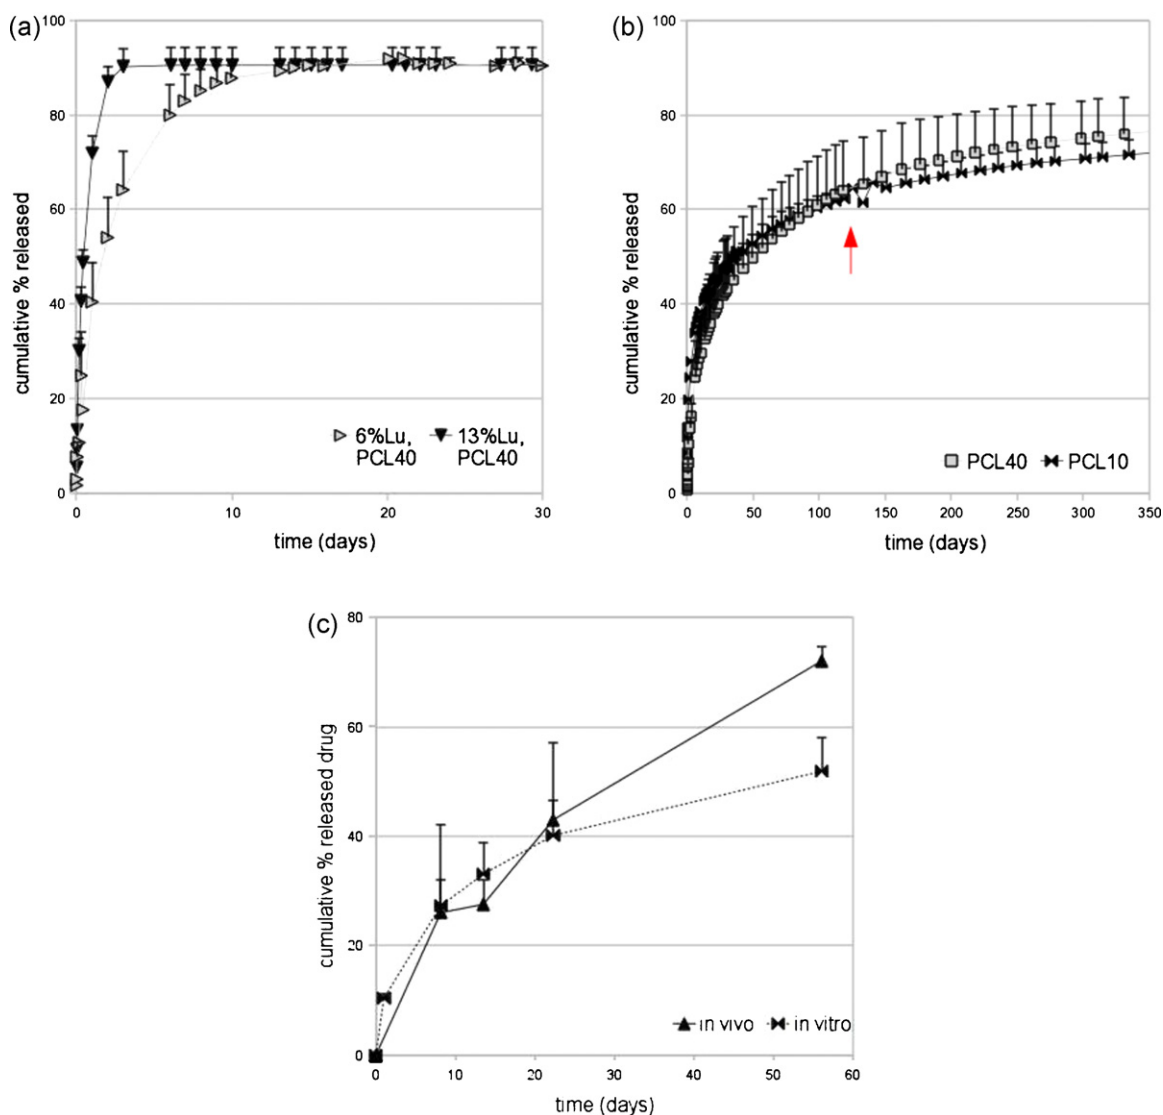 (a)
100
80
60
40
20
0
cumulative % released
6%Lu, PCL40
13%Lu, PCL40
0 10 20 30
time (days)
(b)
100
80
60
40
20
0
cumulative % released
PCL40 PCL10
0 50 100 150 200 250 300 350
time (days)
(c)
80
60
40
20
0
cumulative % released drug
in vivo in vitro
0 10 20 30 40 50 60
time (days)